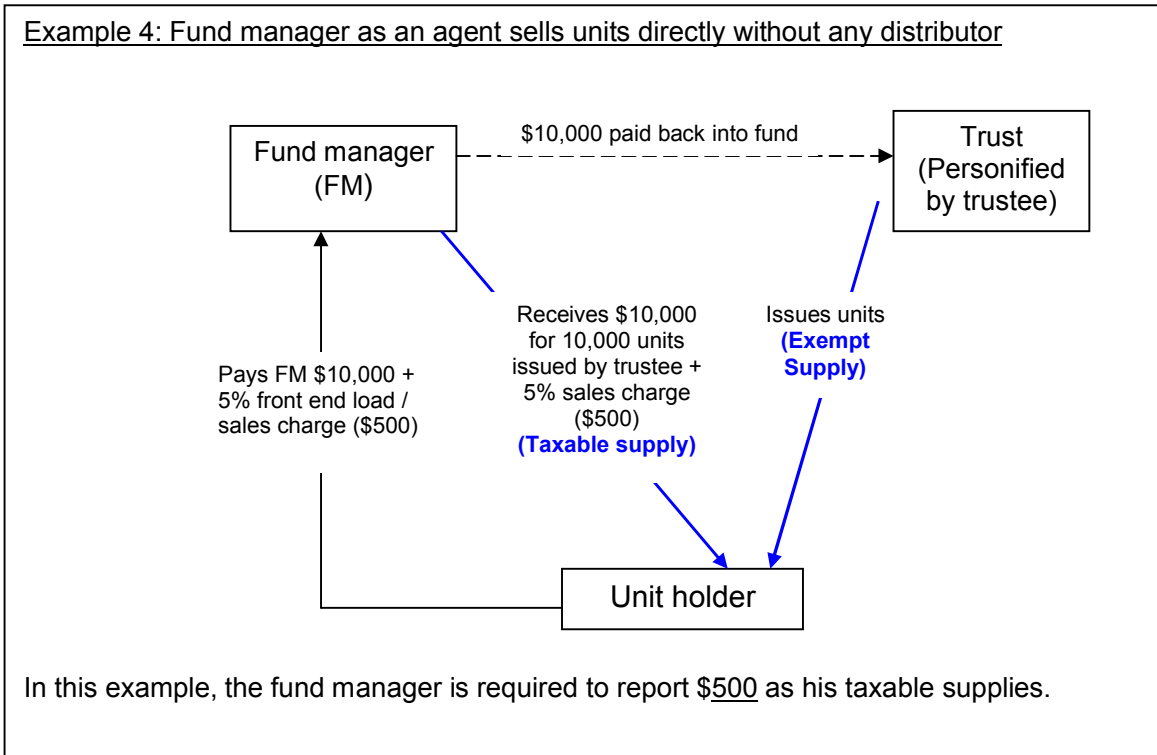 Example 4: Fund manager as an agent sells units directly without any distributor
$10,000 paid back into fund
Fund manager
(FM)
Trust
(Personified
by trustee)
Pays FM $10,000 +
5% front end load /
sales charge ($500)
Receives $10,000
for 10,000 units
issued by trustee +
5% sales charge
($500)
(Taxable supply)
Issues units
(Exempt
Supply)
Unit holder
In this example, the fund manager is required to report $500 as his taxable supplies.